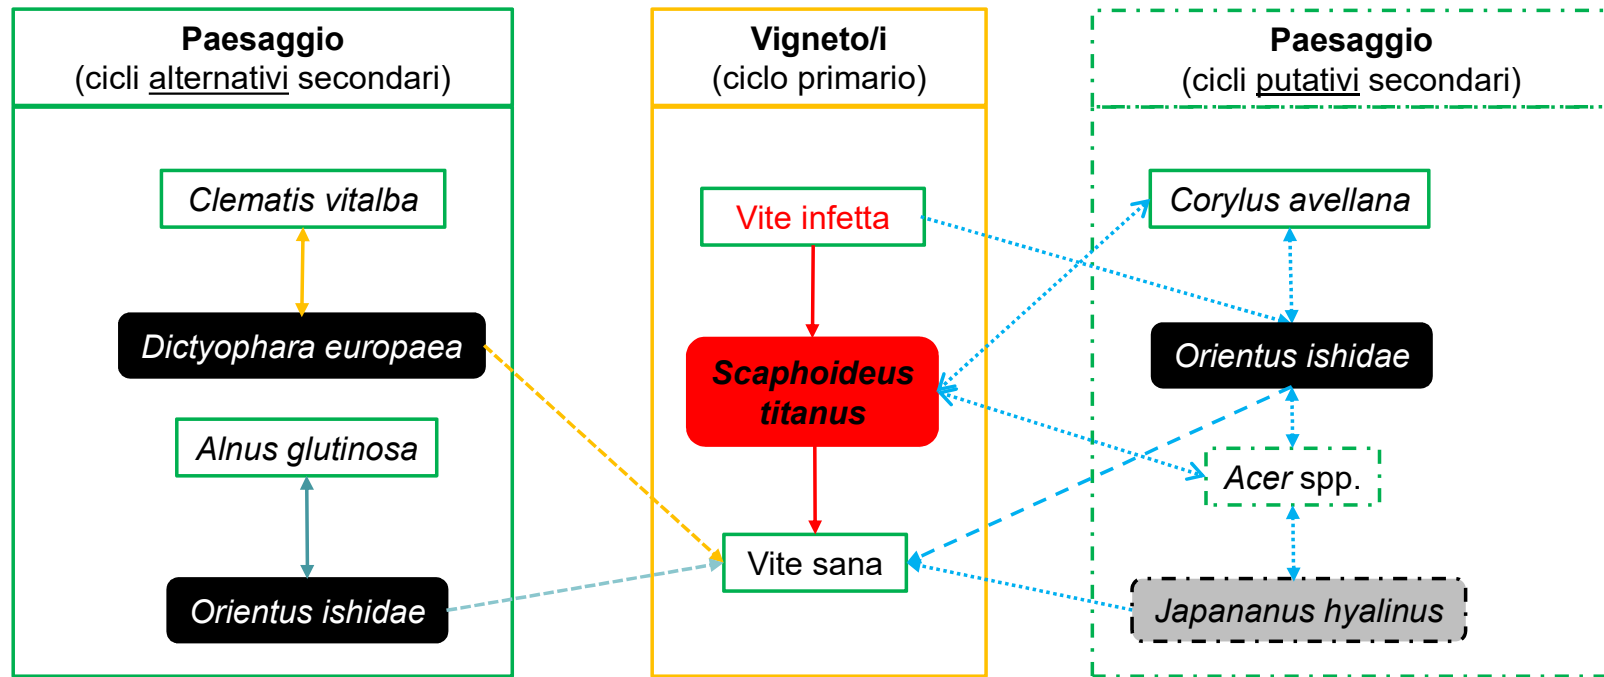 Paesaggio
(cicli alternativi secondari)
Clematis vitalba
Dictyophara europaea
Alnus glutinosa
Orientus ishidae
Vigneto/i
(ciclo primario)
Vite infetta
Scaphoideus
titanus
Vite sana
Paesaggio
(cicli putativi secondari)
Corylus avellana
Orientus ishidae
Acer spp.
Japananus hyalinus